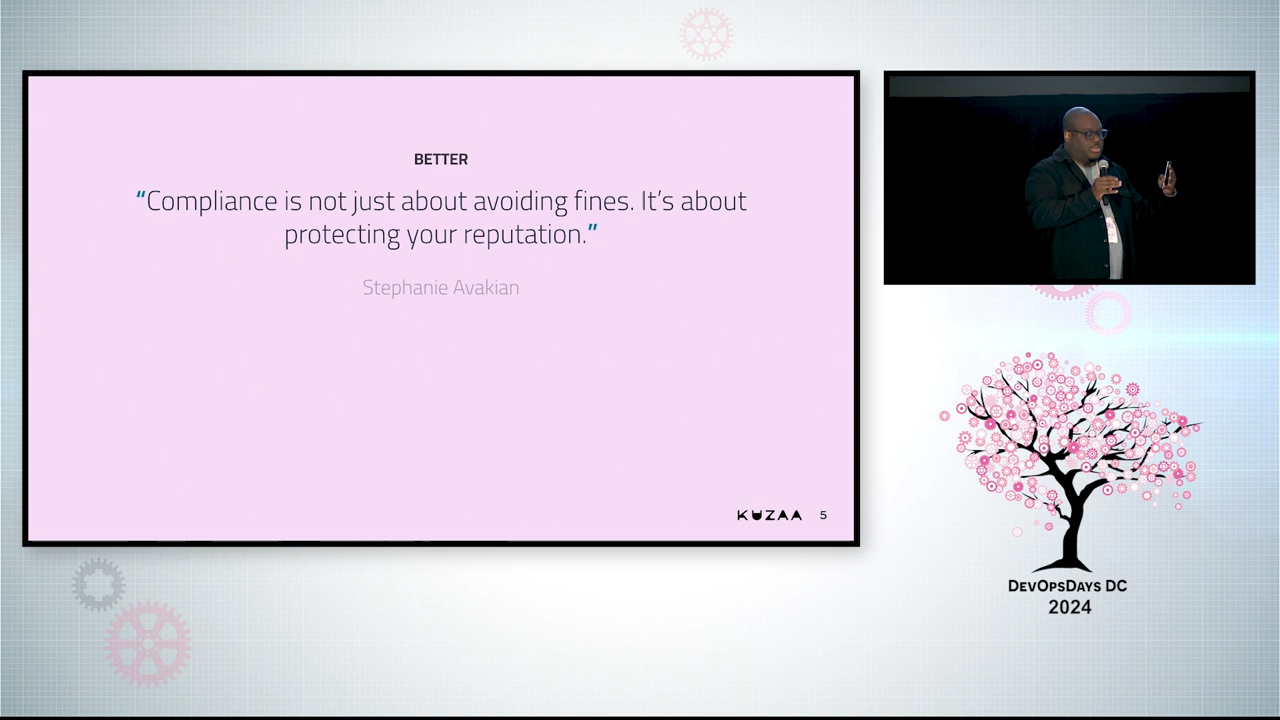 BETTER
“Compliance is not just about avoiding fines. It’s about
protecting your reputation.”
Stephanie Avakian
KUZAA 5
DEVOPSDAYS DC
2024